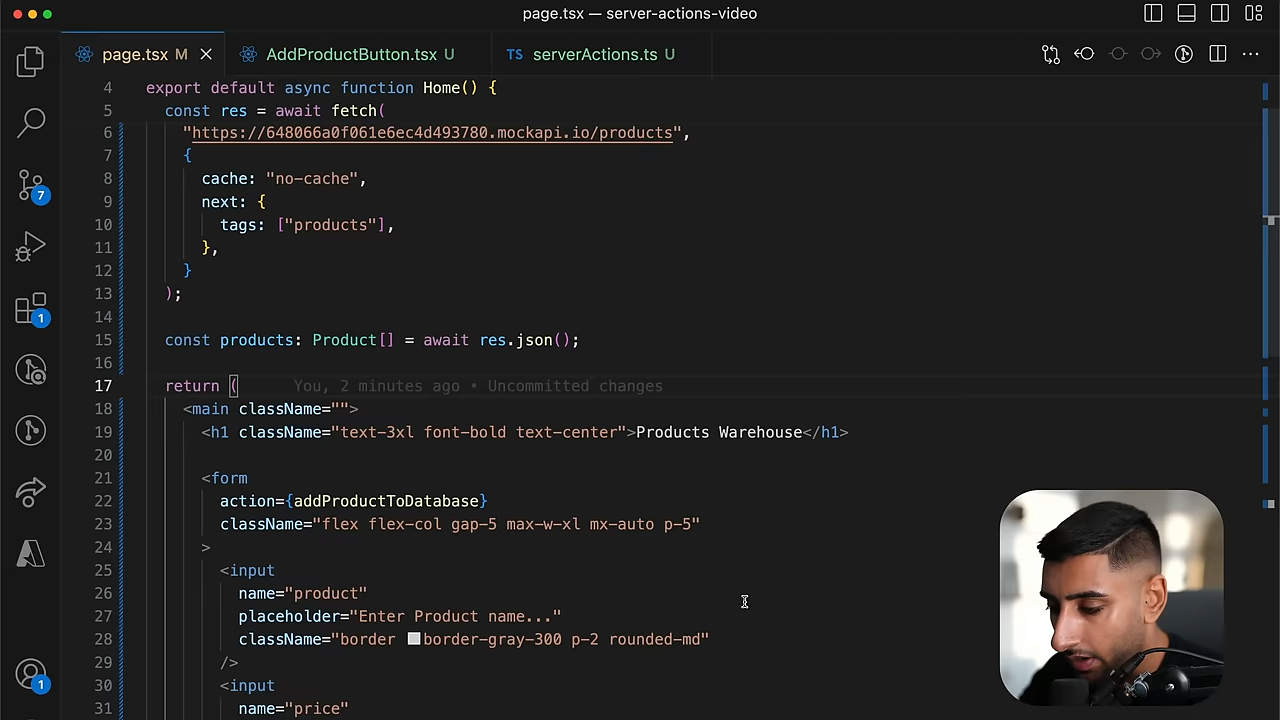 page.tsx — server-actions-video
page.tsx M AddProductButton.tsx U TS serverActions.ts U
4 export default async function Home() {
5 const res = await fetch(
6 "https://648066a0f061e6ec4d493780.mockapi.io/products",
7 {
8 cache: "no-cache",
9 next: {
10 tags: ["products"],
11 },
12 }
13 );
14
15 const products: Product[] = await res.json();
16
17 return ( You, 2 minutes ago • Uncommitted changes
18 <main className="">
19 <h1 className="text-3xl font-bold text-center">Products Warehouse</h1>
20
21 <form
22 action={addProductToDatabase}
23 className="flex flex-col gap-5 max-w-xl mx-auto p-5"
24 >
25 <input
26 name="product"
27 placeholder="Enter Product name..."
28 className="border border-gray-300 p-2 rounded-md"
29 />
30 <input
31 name="price"
7
1
1